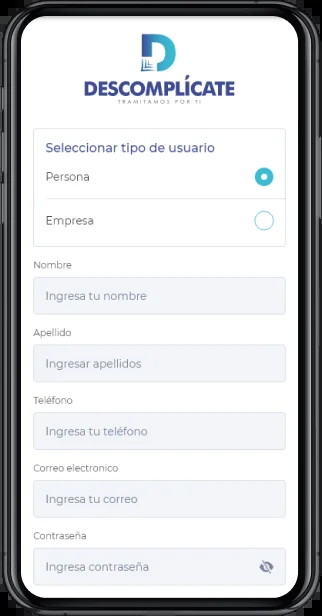 D
DESCOMPLÍCATE
TRAMITAMOS POR TI
Seleccionar tipo de usuario
Persona
Empresa
Nombre
Ingresa tu nombre
Apellido
Ingresar apellidos
Teléfono
Ingresa tu teléfono
Correo electronico
Ingresa tu correo
Contraseña
Ingresa contraseña